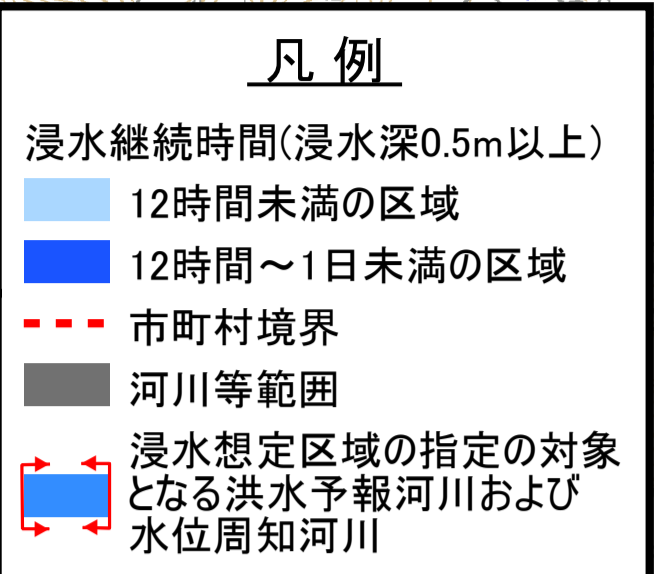 凡例
浸水継続時間(浸水深0.5m以上)
12時間未満の区域
12時間～1日未満の区域
市町村境界
河川等範囲
浸水想定区域の指定の対象
となる洪水予報河川および
水位周知河川